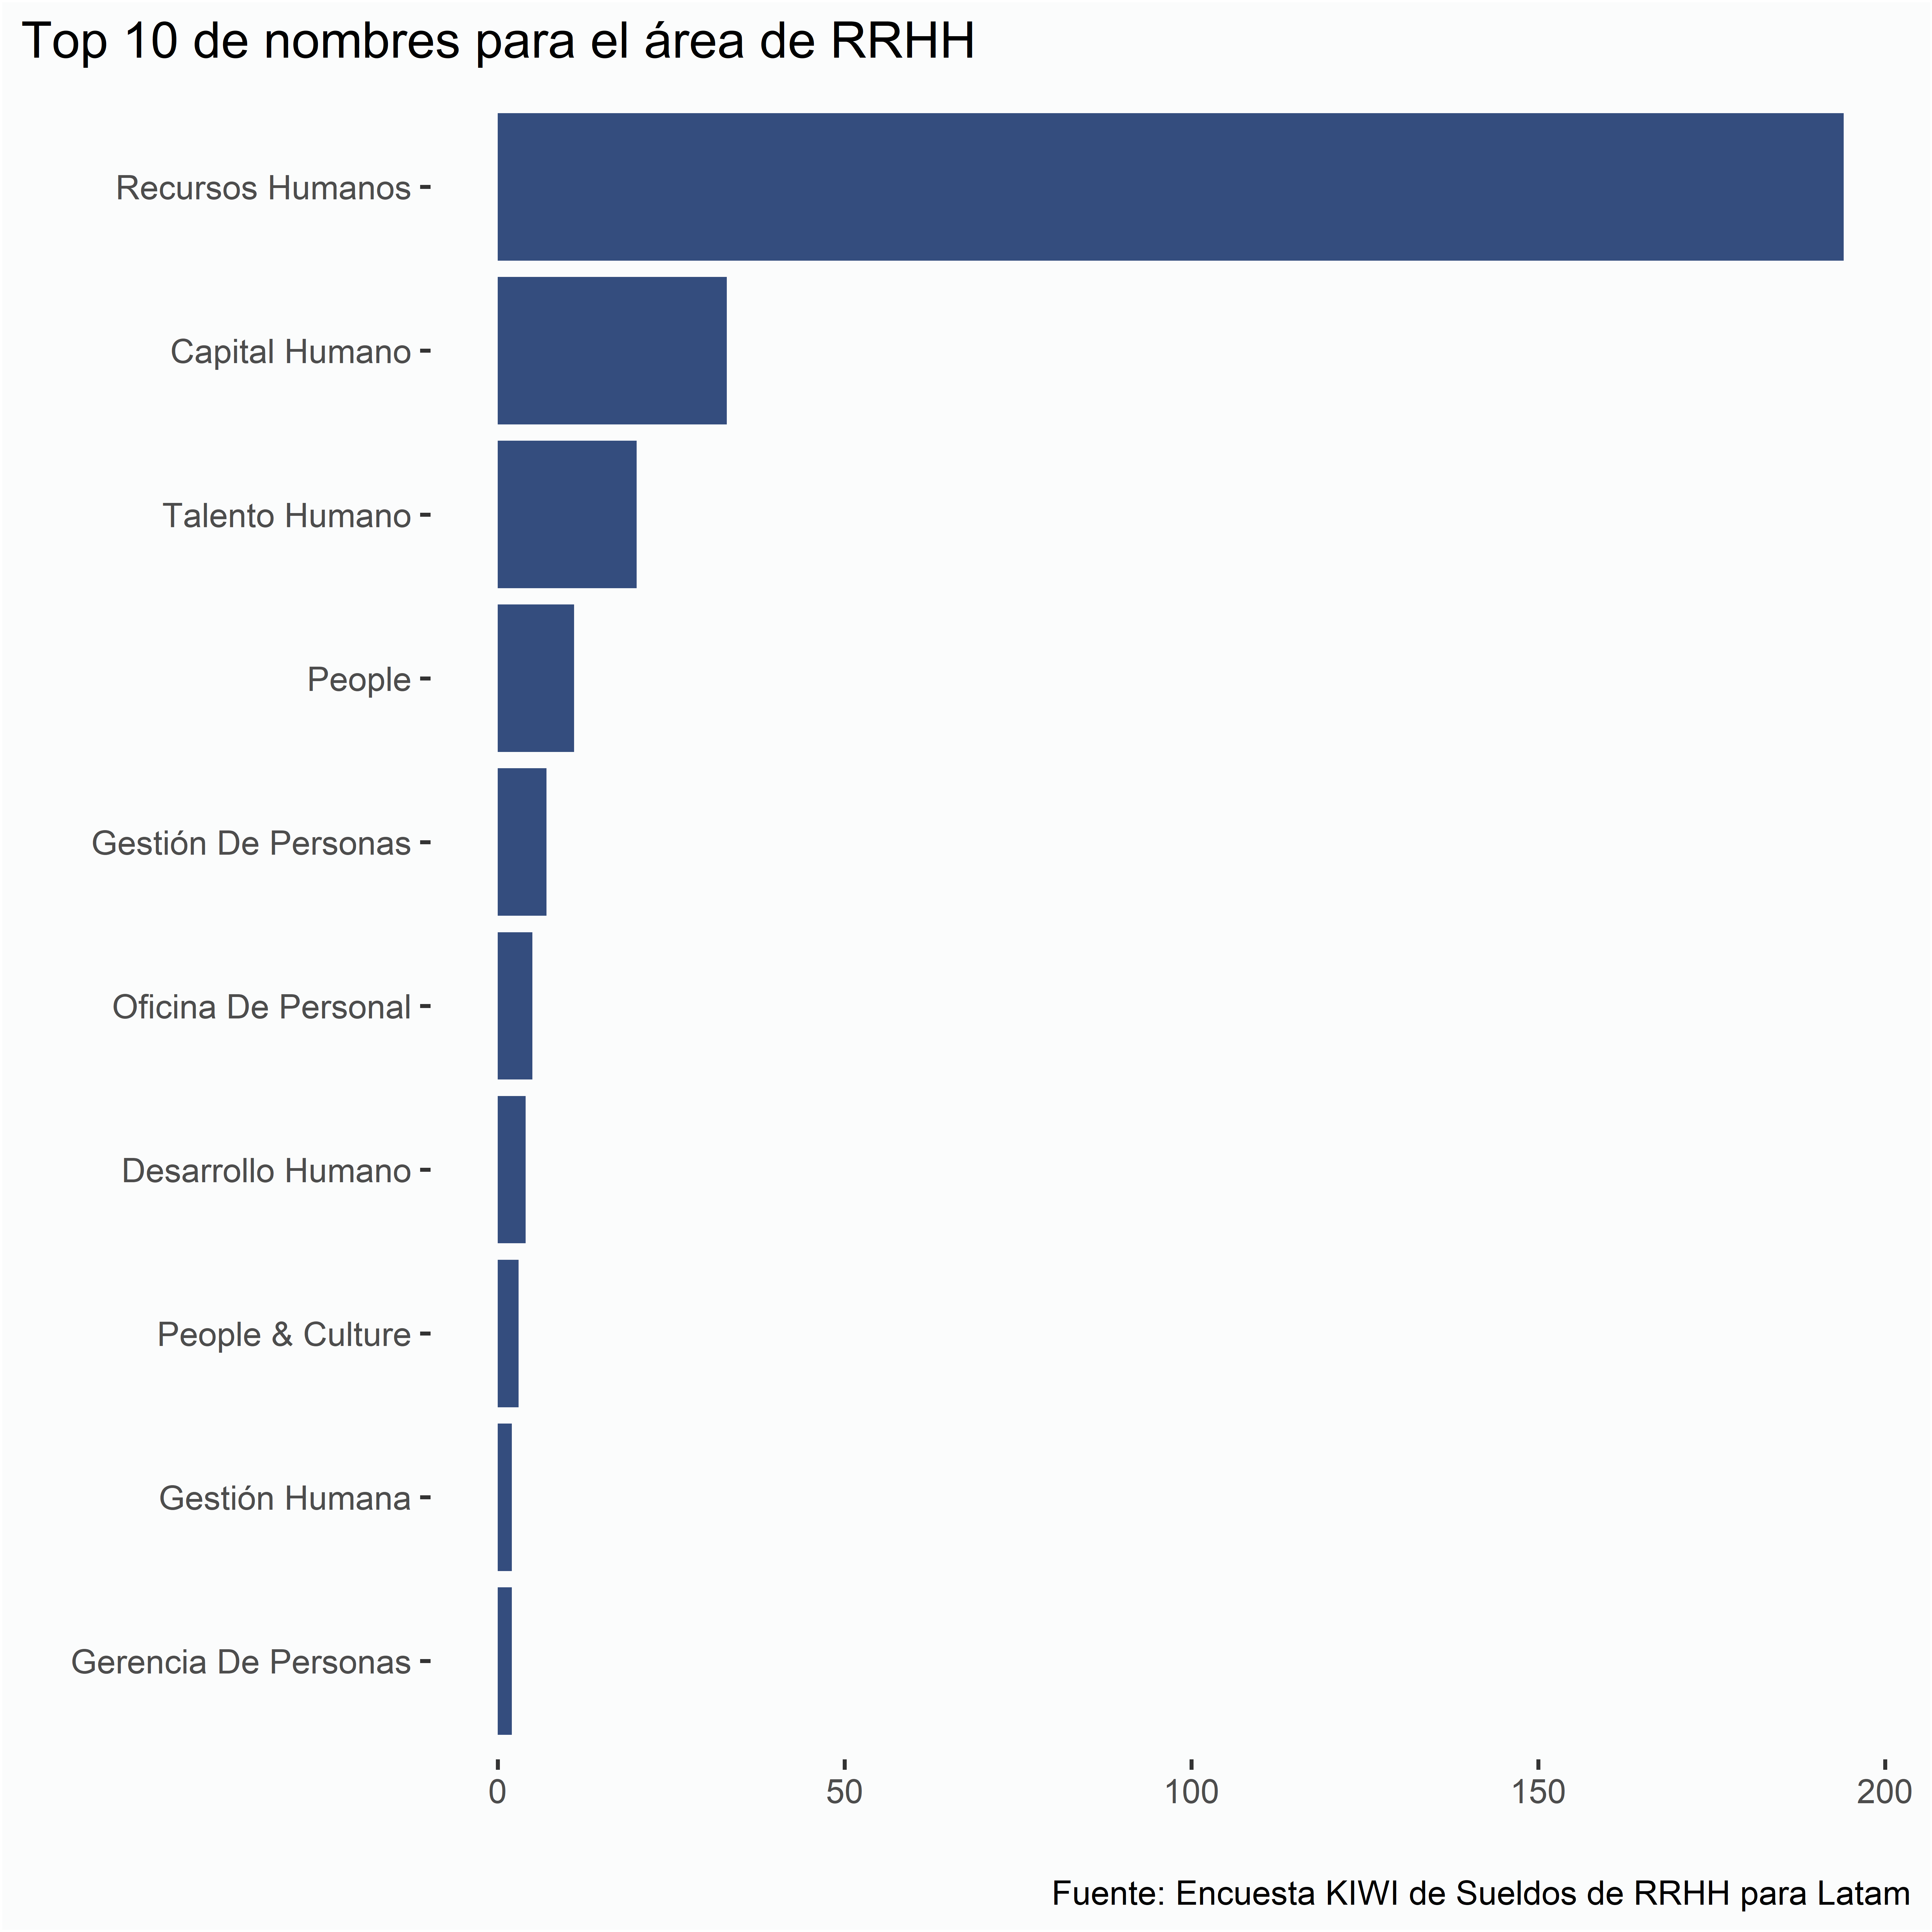 Top 10 de nombres para el área de RRHH
Recursos Humanos
Capital Humano
Talento Humano
People
Gestión De Personas
Oficina De Personal
Desarrollo Humano
People & Culture
Gestión Humana
Gerencia De Personas
0 50 100 150 200
Fuente: Encuesta KIWI de Sueldos de RRHH para Latam